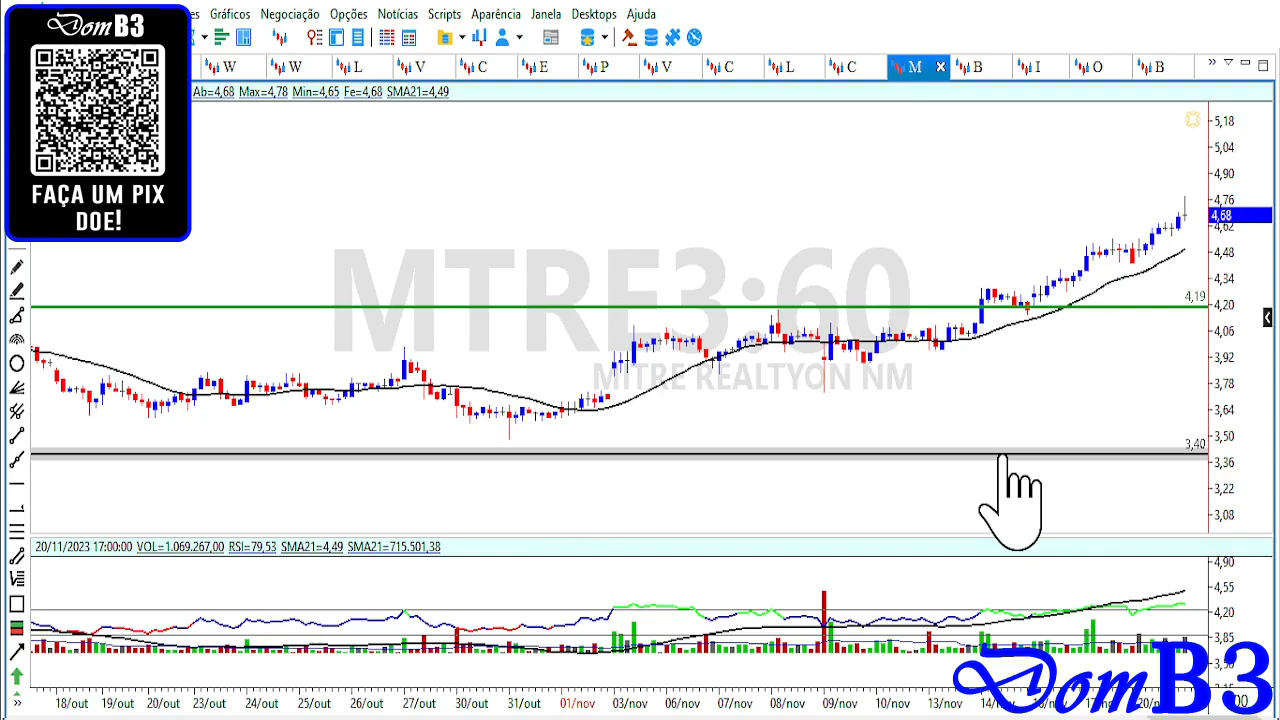 DomB3
FAÇA UM PIX
DOE!
Gráficos Negociação Opções Notícias Scripts Aparência Janela Desktops Ajuda
W W L V C E P V C L C M B I O B
Ab=4,68 Max=4,78 Min=4,65 Fe=4,68 SMA21=4,49
MTRE3:60
MITRE REALTYON NM
5,18
5,04
4,90
4,76
4,68
4,62
4,48
4,34
4,19
4,20
4,06
3,92
3,78
3,64
3,50
3,40
3,36
3,22
3,08
20/11/2023 17:00:00 VOL=1.069.267,00 RSI=79,53 SMA21=4,49 SMA21=715.501,38
4,90
4,55
4,20
3,85
18/out 19/out 20/out 23/out 24/out 25/out 26/out 27/out 30/out 31/out 01/nov 03/nov 06/nov 07/nov 08/nov 09/nov 10/nov 13/nov 14/nov
DomB3